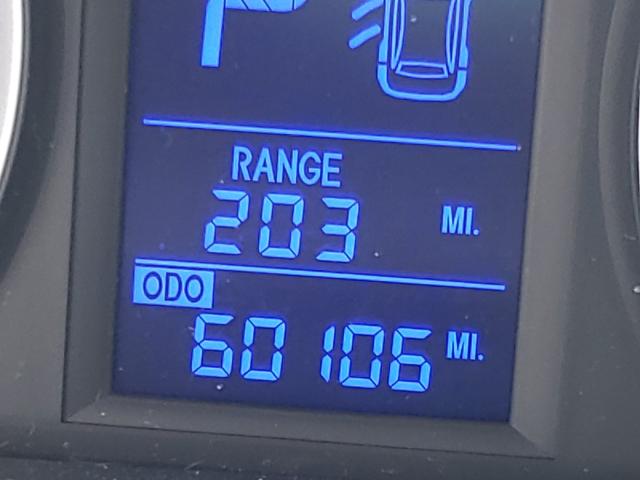 P
RANGE
203 MI.
ODO
60106 MI.